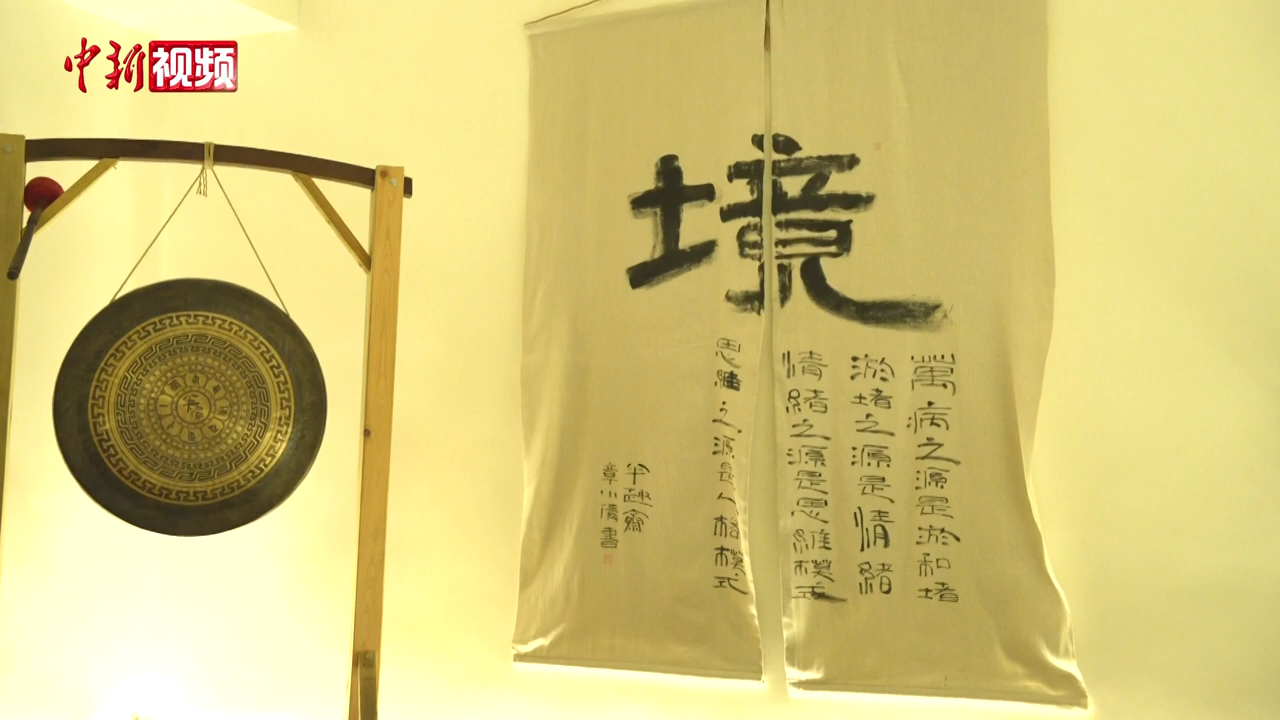 中新视频
境
萬病之源是淤和堵
淤堵之源是情緒
情緒之源是思維模式
思維之源是人格模式
半趣齋
章小淩書